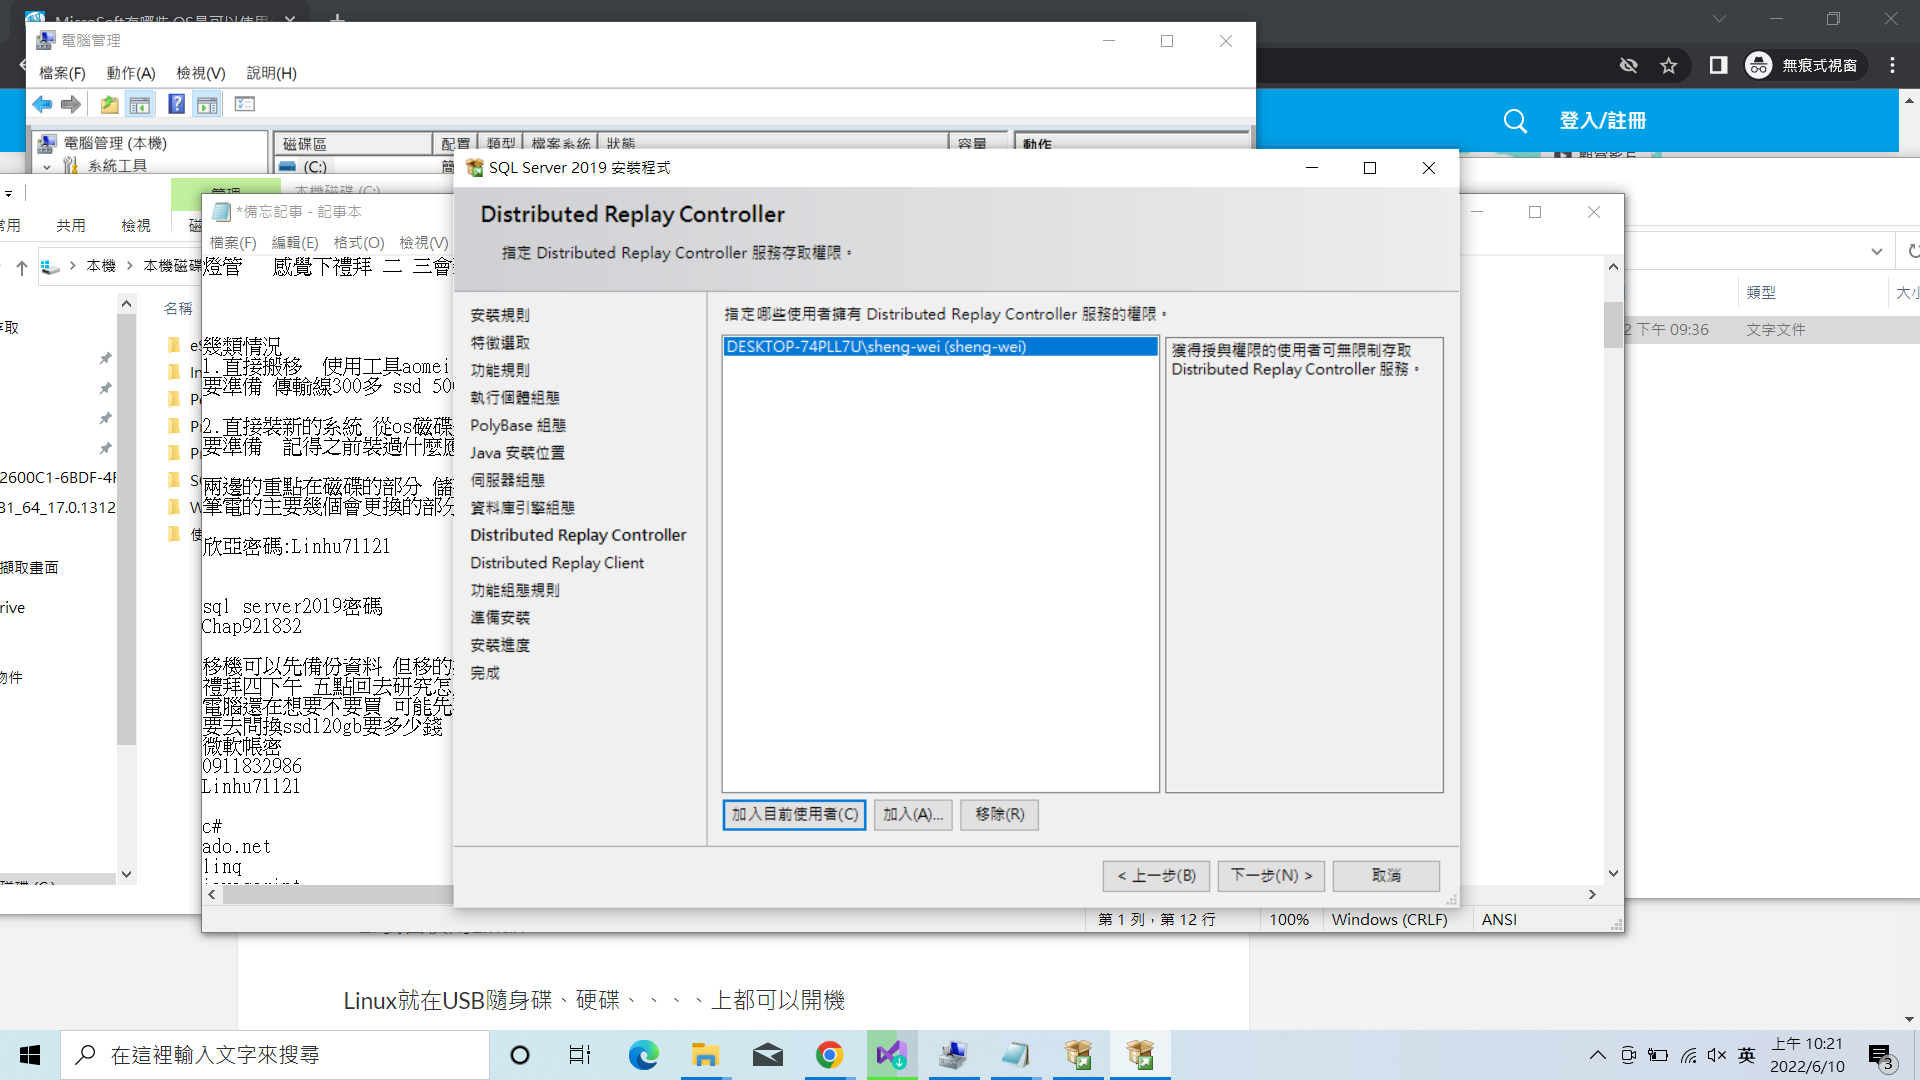 電腦管理
檔案(F) 動作(A) 檢視(V) 說明(H)
無痕式視窗
登入/註冊
電腦管理 (本機)
系統工具
磁碟區 配置 類型 檔案系統 狀態 容量 動作
(C:)
管理
本機磁碟 (C:)
常用 共用 檢視
本機 本機磁碟
名稱
類型
下午 09:36 文字文件
2600C1-6BDF-4F
81_64_17.0.1312
擷取畫面
rive
物件
*備忘記事 - 記事本
檔案(F) 編輯(E) 格式(O) 檢視(V)
燈管 感覺下禮拜 二 三會
幾類情況
1.直接搬移 使用工具aomei
要準備 傳輸線300多 ssd 50
2.直接裝新的系統 從os磁碟
要準備 記得之前裝過什麼應
兩邊的重點在磁碟的部分 儲
筆電的主要幾個會更換的部分
欣亞密碼:Linhu71121
sql server2019密碼
Chap921832
移機可以先備份資料 但移的
禮拜四下午 五點回去研究怎
電腦還在想要不要買 可能先
要去問換ssd120gb要多少錢
微軟帳密
0911832986
Linhu71121
c#
ado.net
linq
第 1 列，第 12 行 100% Windows (CRLF) ANSI
SQL Server 2019 安裝程式
Distributed Replay Controller
指定 Distributed Replay Controller 服務存取權限。
安裝規則
特徵選取
功能規則
執行個體組態
PolyBase 組態
Java 安裝位置
伺服器組態
資料庫引擎組態
Distributed Replay Controller
Distributed Replay Client
功能組態規則
準備安裝
安裝進度
完成
指定哪些使用者擁有 Distributed Replay Controller 服務的權限。
DESKTOP-74PLL7U\sheng-wei (sheng-wei)
獲得授與權限的使用者可無限制存取
Distributed Replay Controller 服務。
加入目前使用者(C) 加入(A)... 移除(R)
< 上一步(B) 下一步(N) > 取消
Linux就在USB隨身碟、硬碟、、、、上都可以開機
在這裡輸入文字來搜尋
英
上午 10:21
2022/6/10
3